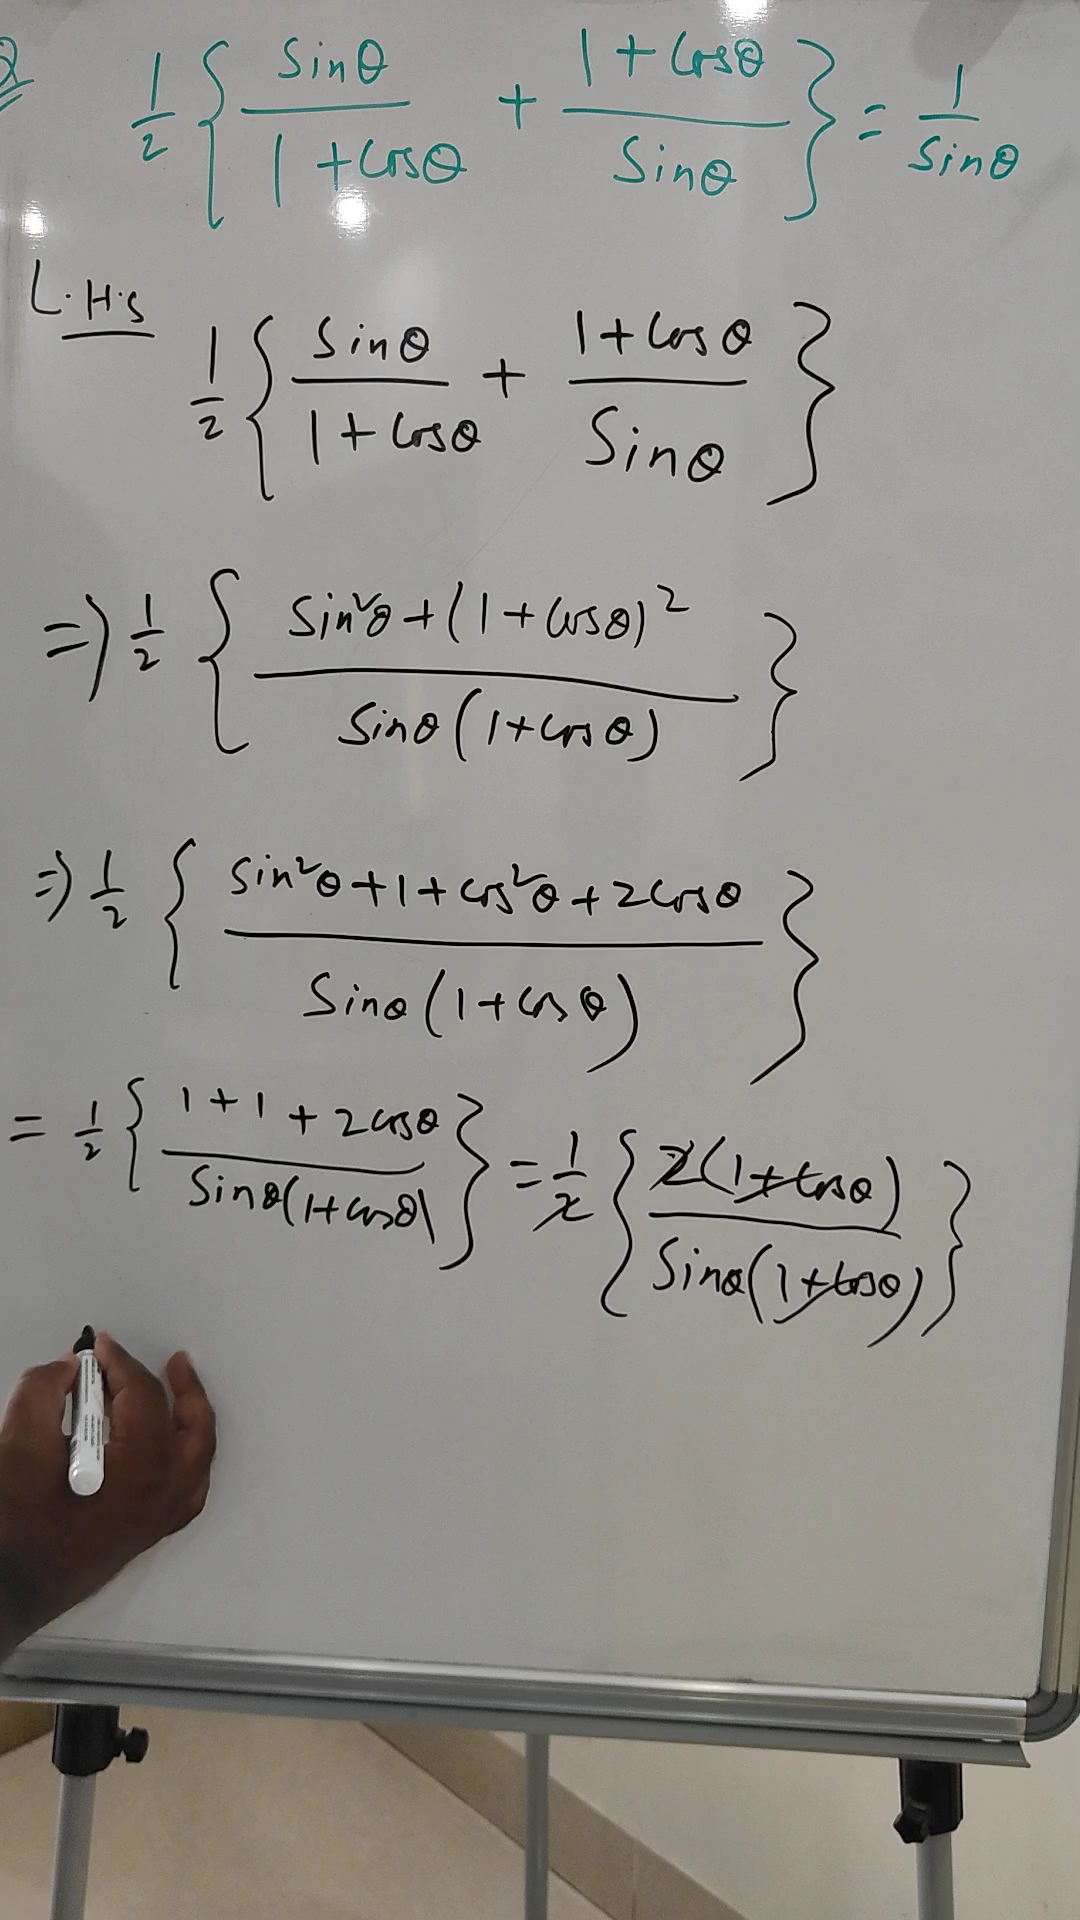 Q 1/2 { Sinθ / 1 + Cosθ + 1 + Cosθ / Sinθ } = 1 / Sinθ
L.H.S
1/2 { Sinθ / 1 + Cosθ + 1 + Cosθ / Sinθ }
=> 1/2 { Sin²θ + (1 + Cosθ)² / Sinθ (1 + Cosθ) }
=> 1/2 { Sin²θ + 1 + Cos²θ + 2Cosθ / Sinθ (1 + Cosθ) }
= 1/2 { 1 + 1 + 2Cosθ / Sinθ(1 + Cosθ) } = 1/2 { 2(1 + Cosθ) / Sinθ(1 + Cosθ) }